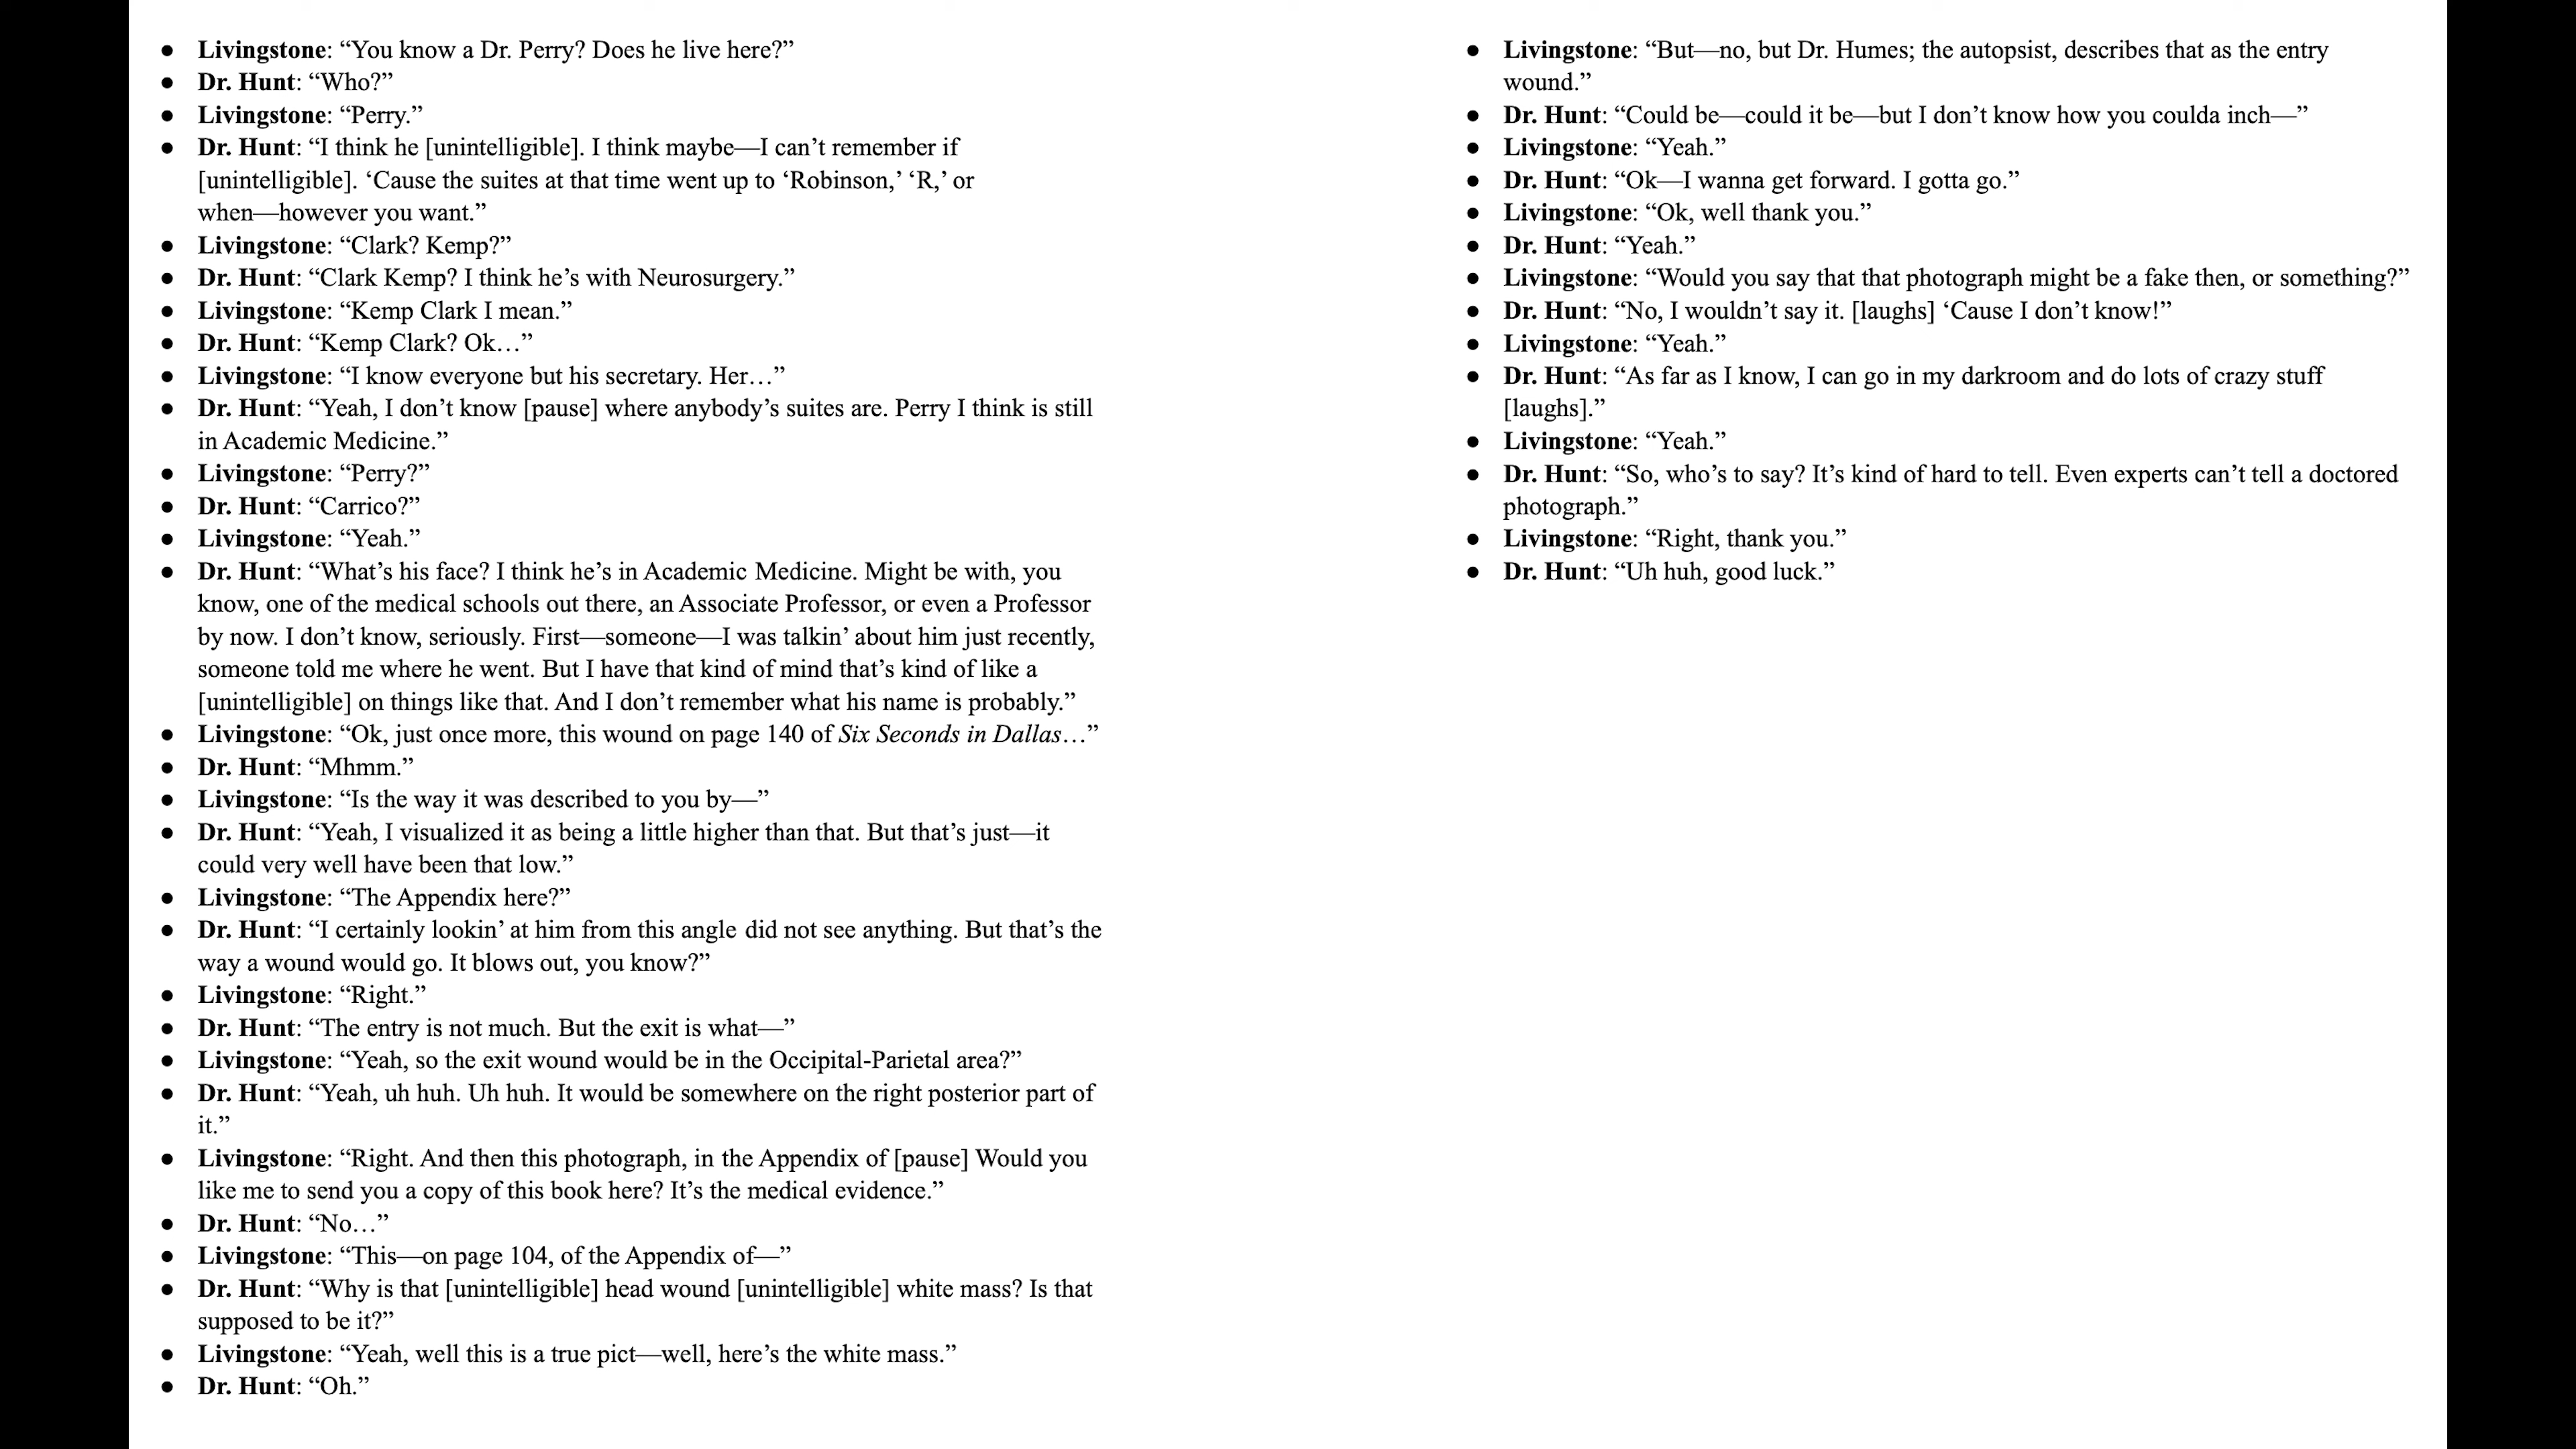 ● Livingstone: “You know a Dr. Perry? Does he live here?”
● Dr. Hunt: “Who?”
● Livingstone: “Perry.”
● Dr. Hunt: “I think he [unintelligible]. I think maybe—I can’t remember if
[unintelligible]. ‘Cause the suites at that time went up to ‘Robinson,’ ‘R,’ or
when—however you want.”
● Livingstone: “Clark? Kemp?”
● Dr. Hunt: “Clark Kemp? I think he’s with Neurosurgery.”
● Livingstone: “Kemp Clark I mean.”
● Dr. Hunt: “Kemp Clark? Ok…”
● Livingstone: “I know everyone but his secretary. Her…”
● Dr. Hunt: “Yeah, I don’t know [pause] where anybody’s suites are. Perry I think is still
in Academic Medicine.”
● Livingstone: “Perry?”
● Dr. Hunt: “Carrico?”
● Livingstone: “Yeah.”
● Dr. Hunt: “What’s his face? I think he’s in Academic Medicine. Might be with, you
know, one of the medical schools out there, an Associate Professor, or even a Professor
by now. I don’t know, seriously. First—someone—I was talkin’ about him just recently,
someone told me where he went. But I have that kind of mind that’s kind of like a
[unintelligible] on things like that. And I don’t remember what his name is probably.”
● Livingstone: “Ok, just once more, this wound on page 140 of Six Seconds in Dallas…”
● Dr. Hunt: “Mhmm.”
● Livingstone: “Is the way it was described to you by—”
● Dr. Hunt: “Yeah, I visualized it as being a little higher than that. But that’s just—it
could very well have been that low.”
● Livingstone: “The Appendix here?”
● Dr. Hunt: “I certainly lookin’ at him from this angle did not see anything. But that’s the
way a wound would go. It blows out, you know?”
● Livingstone: “Right.”
● Dr. Hunt: “The entry is not much. But the exit is what—”
● Livingstone: “Yeah, so the exit wound would be in the Occipital-Parietal area?”
● Dr. Hunt: “Yeah, uh huh. Uh huh. It would be somewhere on the right posterior part of
it.”
● Livingstone: “Right. And then this photograph, in the Appendix of [pause] Would you
like me to send you a copy of this book here? It’s the medical evidence.”
● Dr. Hunt: “No…”
● Livingstone: “This—on page 104, of the Appendix of—”
● Dr. Hunt: “Why is that [unintelligible] head wound [unintelligible] white mass? Is that
supposed to be it?”
● Livingstone: “Yeah, well this is a true pict—well, here’s the white mass.”
● Dr. Hunt: “Oh.”
● Livingstone: “But—no, but Dr. Humes; the autopsist, describes that as the entry
wound.”
● Dr. Hunt: “Could be—could it be—but I don’t know how you coulda inch—”
● Livingstone: “Yeah.”
● Dr. Hunt: “Ok—I wanna get forward. I gotta go.”
● Livingstone: “Ok, well thank you.”
● Dr. Hunt: “Yeah.”
● Livingstone: “Would you say that that photograph might be a fake then, or something?”
● Dr. Hunt: “No, I wouldn’t say it. [laughs] ‘Cause I don’t know!”
● Livingstone: “Yeah.”
● Dr. Hunt: “As far as I know, I can go in my darkroom and do lots of crazy stuff
[laughs].”
● Livingstone: “Yeah.”
● Dr. Hunt: “So, who’s to say? It’s kind of hard to tell. Even experts can’t tell a doctored
photograph.”
● Livingstone: “Right, thank you.”
● Dr. Hunt: “Uh huh, good luck.”